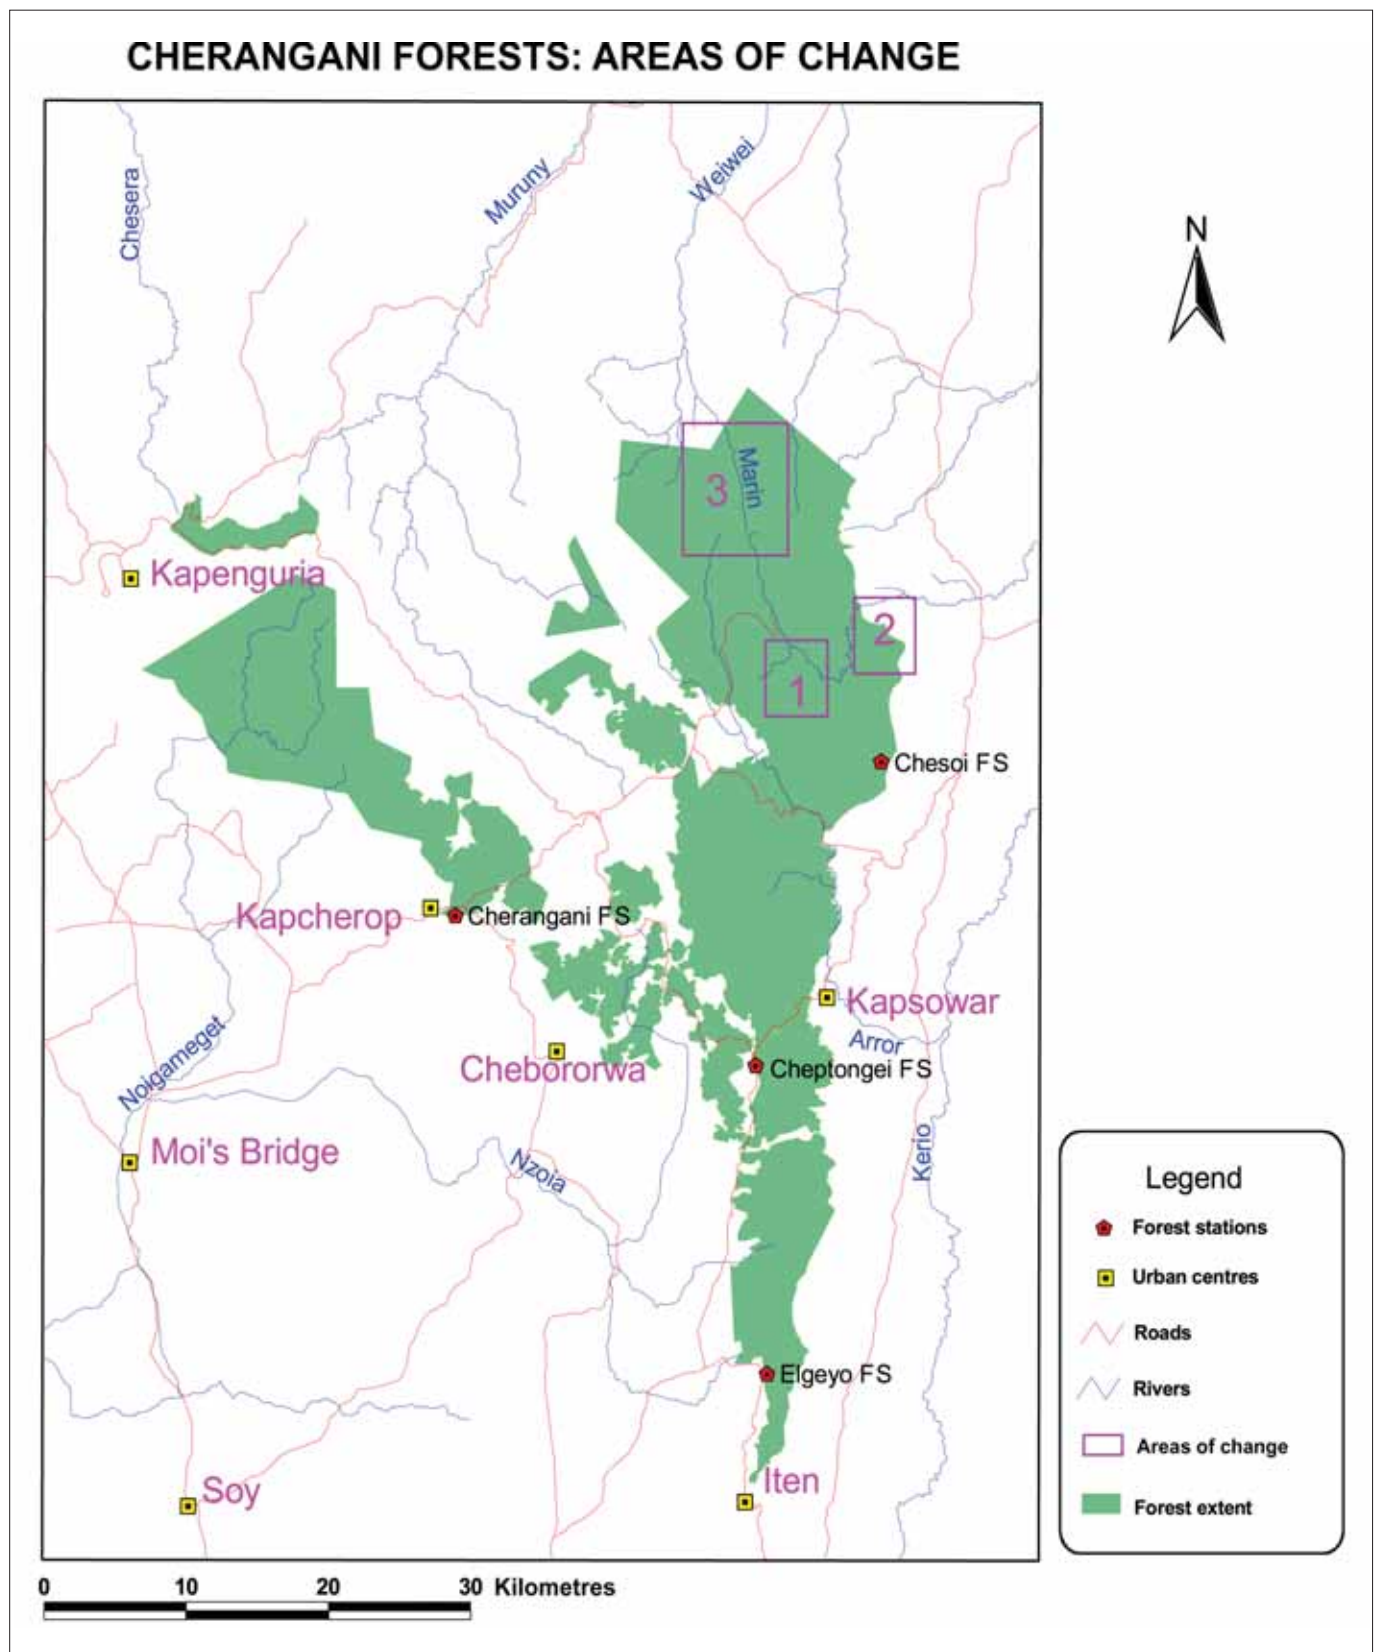 CHERANGANI FORESTS: AREAS OF CHANGE
Chesera
Muruny
Weiwei
N
3
Marin
Kapenguria
2
1
Chesoi FS
Kapcherop
Cherangani FS
Kapsowar
Arror
Chebororwa
Cheptongei FS
Noigameget
Moi's Bridge
Nzoia
Kerio
Legend
Forest stations
Urban centres
Roads
Rivers
Areas of change
Forest extent
Elgeyo FS
Soy
Iten
0 10 20 30 Kilometres